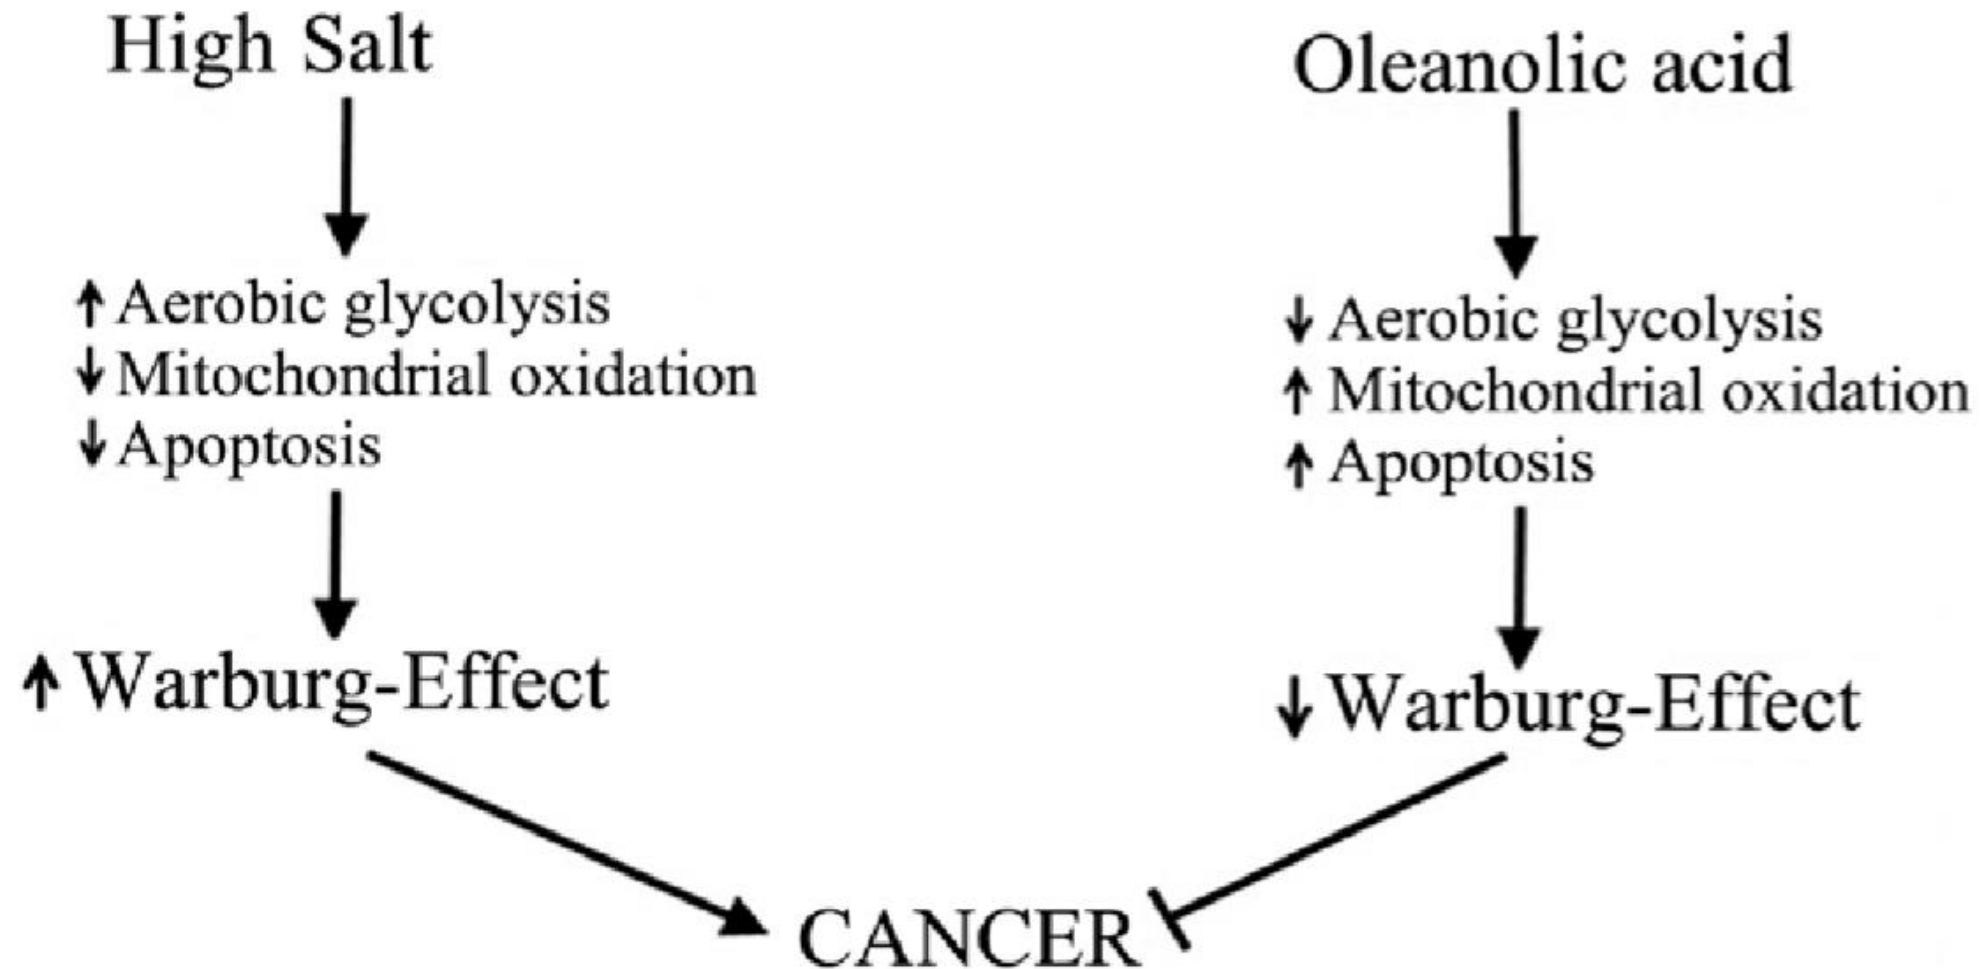 High Salt
↑ Aerobic glycolysis
↓ Mitochondrial oxidation
↓ Apoptosis
↑ Warburg-Effect
Oleanolic acid
↓ Aerobic glycolysis
↑ Mitochondrial oxidation
↑ Apoptosis
↓ Warburg-Effect
CANCER